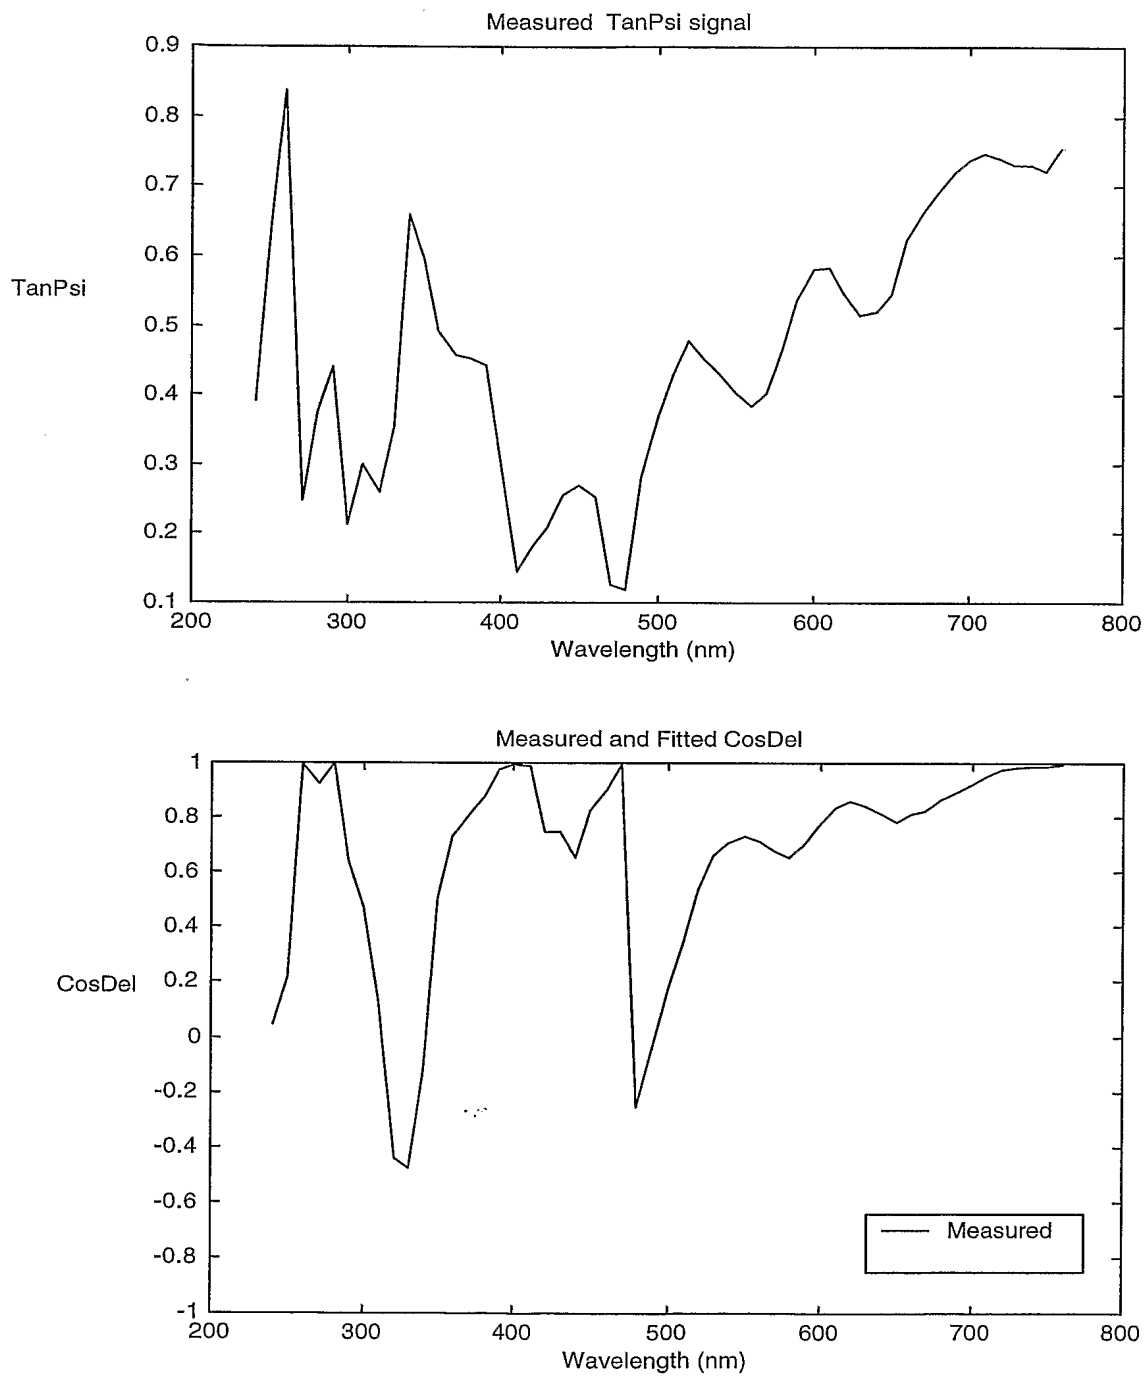 Measured TanPsi signal
0.9
0.8
0.7
0.6
TanPsi
0.5
0.4
0.3
0.2
0.1
200 300 400 500 600 700 800
Wavelength (nm)
Measured and Fitted CosDel
1
0.8
0.6
0.4
CosDel 0.2
0
-0.2
-0.4
-0.6
Measured
-0.8
-1
200 300 400 500 600 700 800
Wavelength (nm)